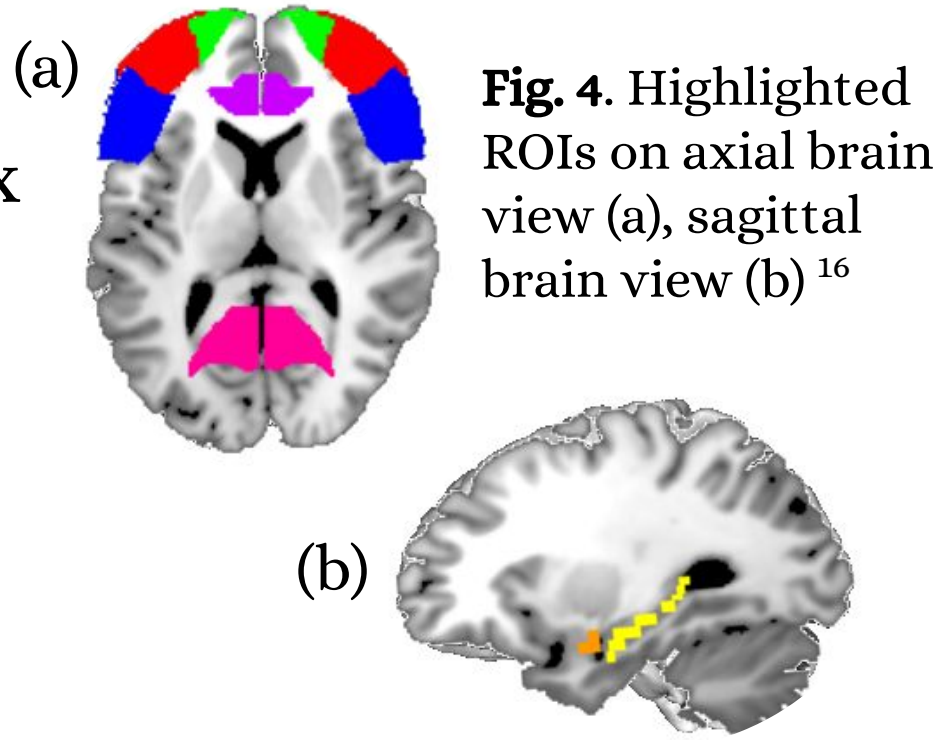 (a)
Fig. 4. Highlighted
ROIs on axial brain
view (a), sagittal
brain view (b) 16
x
(b)